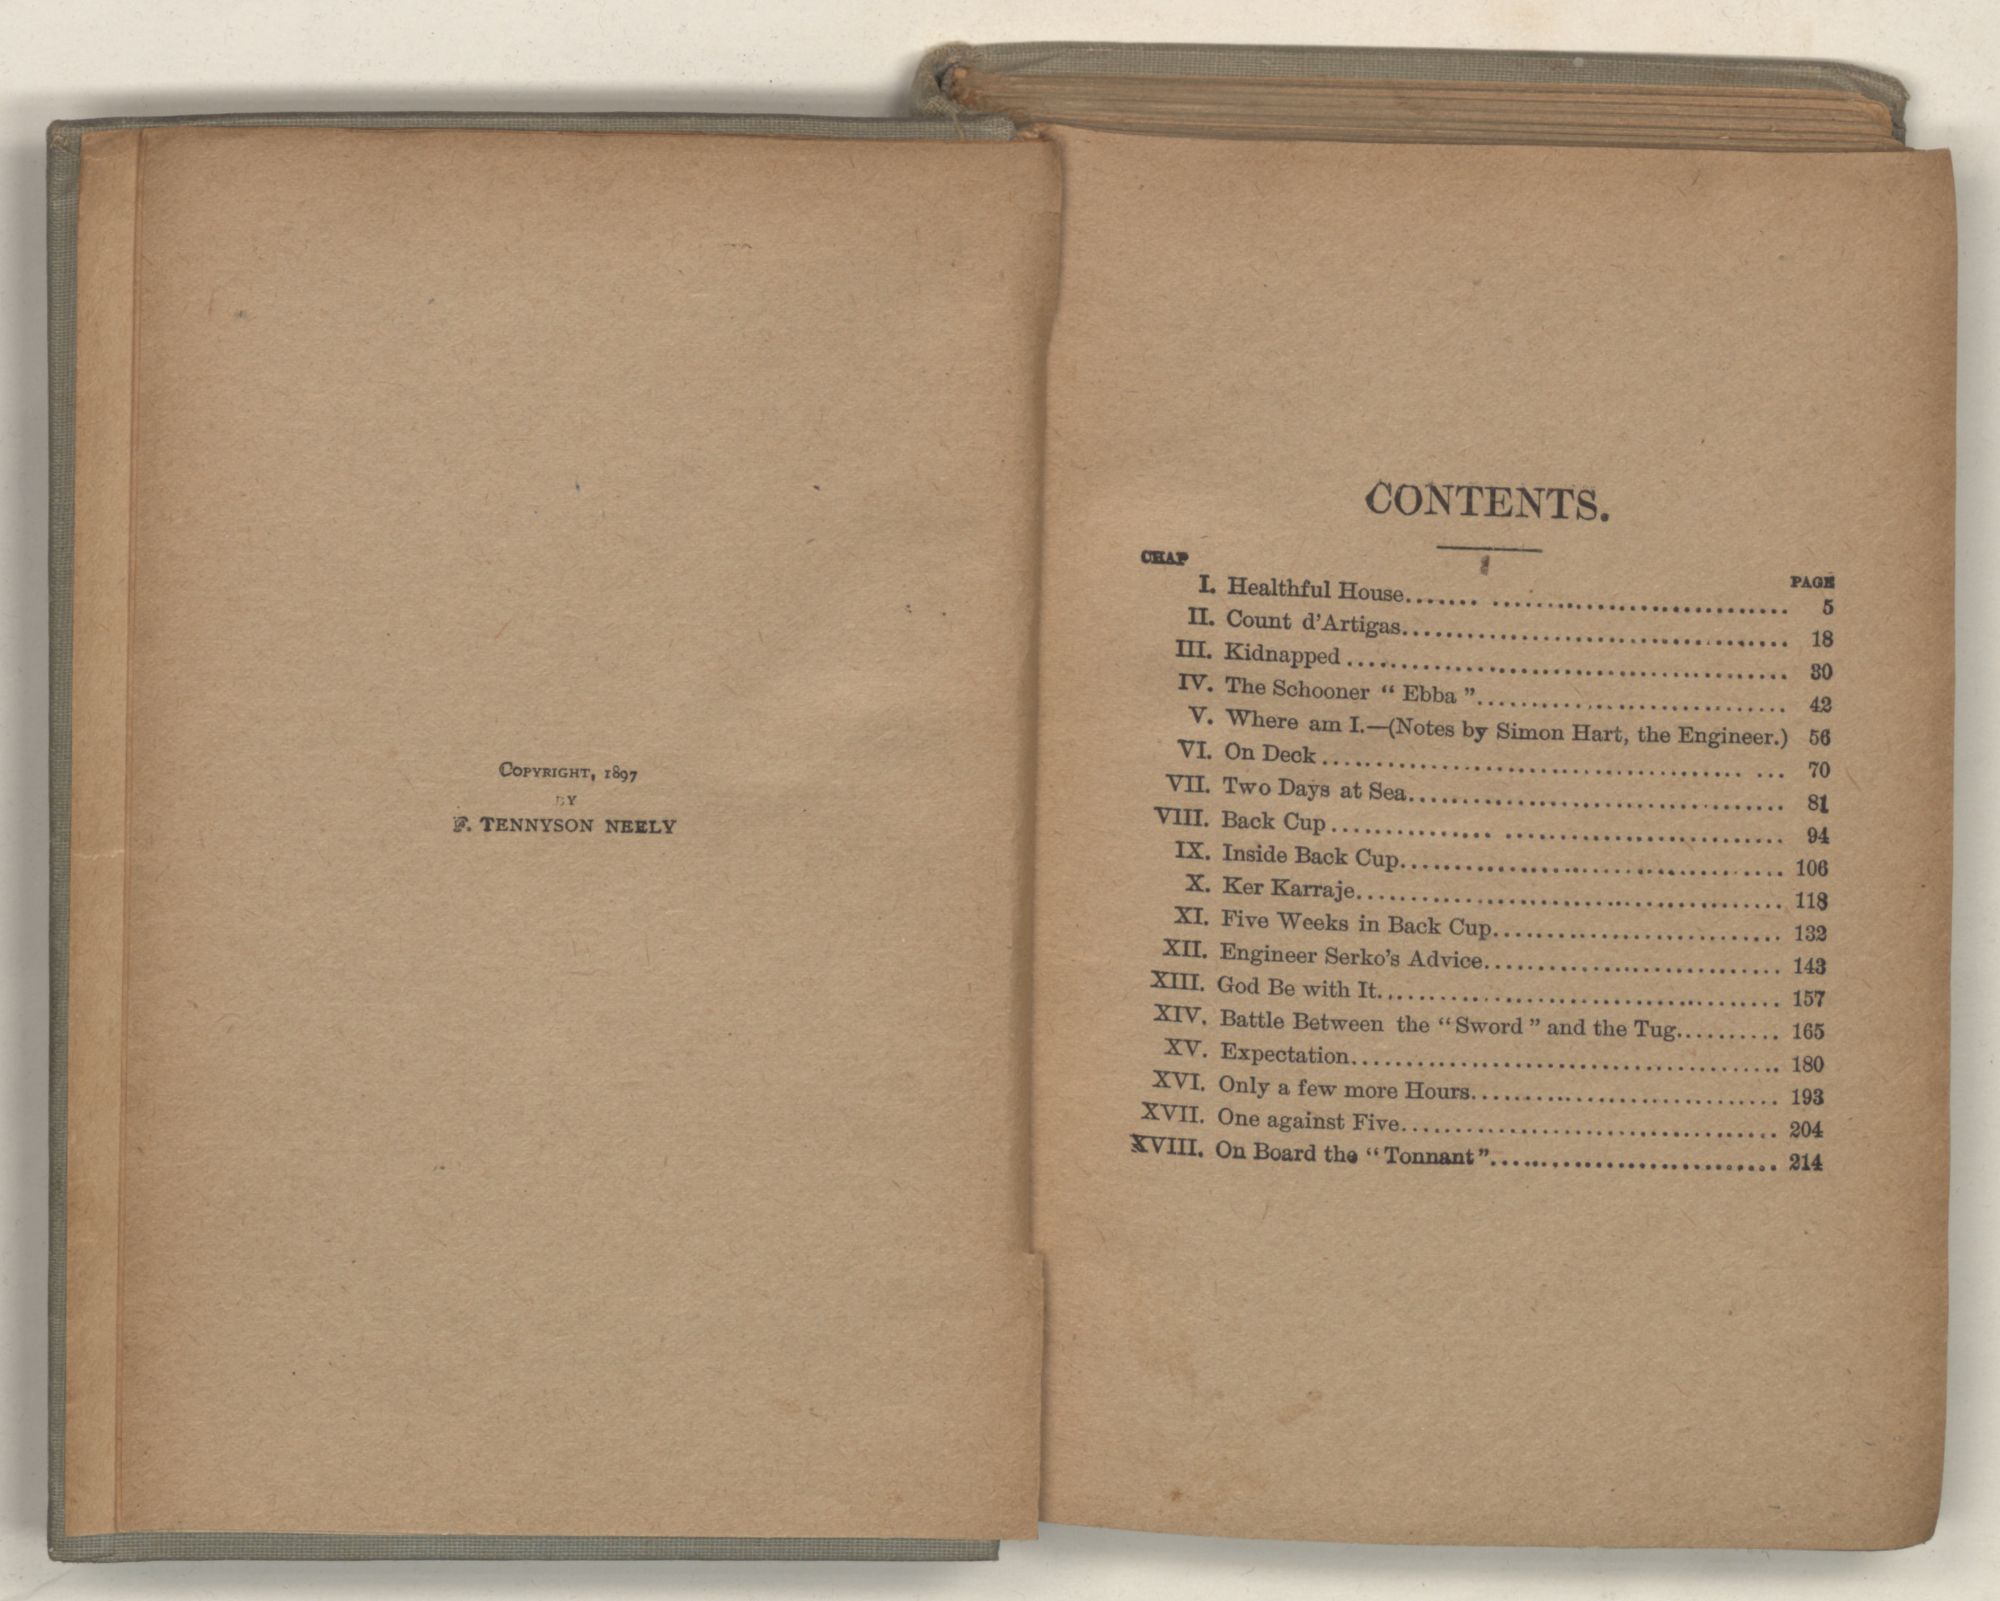 COPYRIGHT, 1897
BY
F. TENNYSON NEELY
CONTENTS.
CHAP PAGE
I. Healthful House....... ................................. 5
II. Count d'Artigas........................................... 18
III. Kidnapped ................................................ 30
IV. The Schooner “ Ebba ”.................................. 42
V. Where am I.—(Notes by Simon Hart, the Engineer.) 56
VI. On Deck ............................................... ... 70
VII. Two Days at Sea.......................................... 81
VIII. Back Cup .................. ............................... 94
IX. Inside Back Cup........................................... 106
X. Ker Karraje................................................ 118
XI. Five Weeks in Back Cup................................ 132
XII. Engineer Serko's Advice................................. 143
XIII. God Be with It............................................. 157
XIV. Battle Between the “Sword” and the Tug........... 165
XV. Expectation................................................ 180
XVI. Only a few more Hours.................................. 193
XVII. One against Five.......................................... 204
XVIII. On Board the “Tonnant”................................ 214